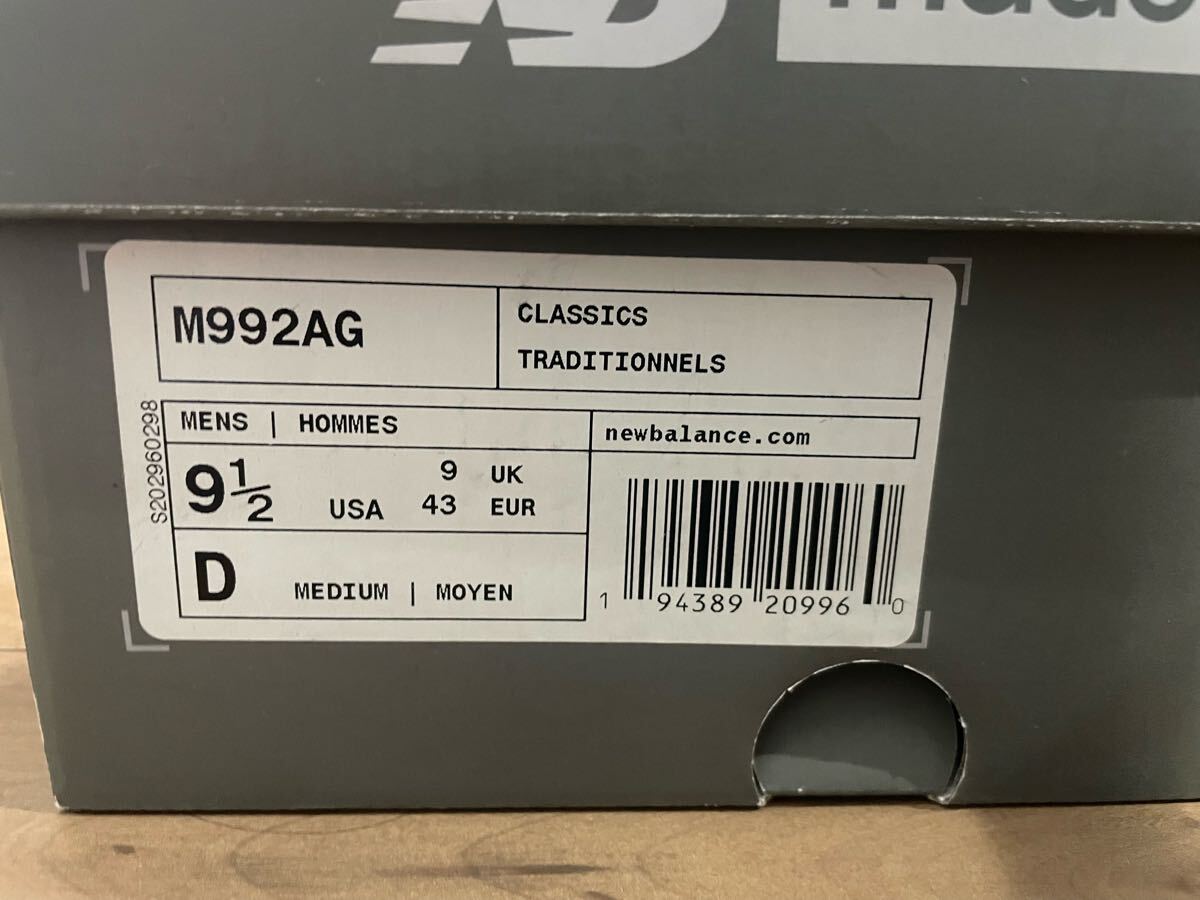 M992AG
CLASSICS
TRADITIONNELS
S202960298
MENS | HOMMES
newbalance.com
9½ USA
9 UK
43 EUR
D MEDIUM | MOYEN
1 94389 20996 0